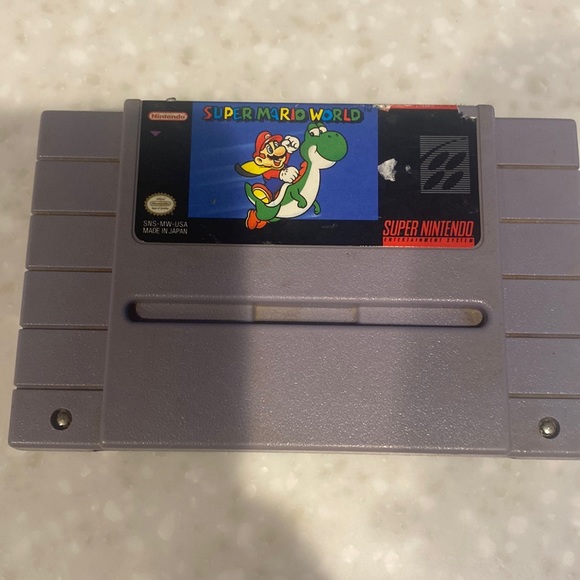 Nintendo
SUPER MARIO WORLD
SNS-MW-USA
MADE IN JAPAN
SUPER NINTENDO
ENTERTAINMENT SYSTEM